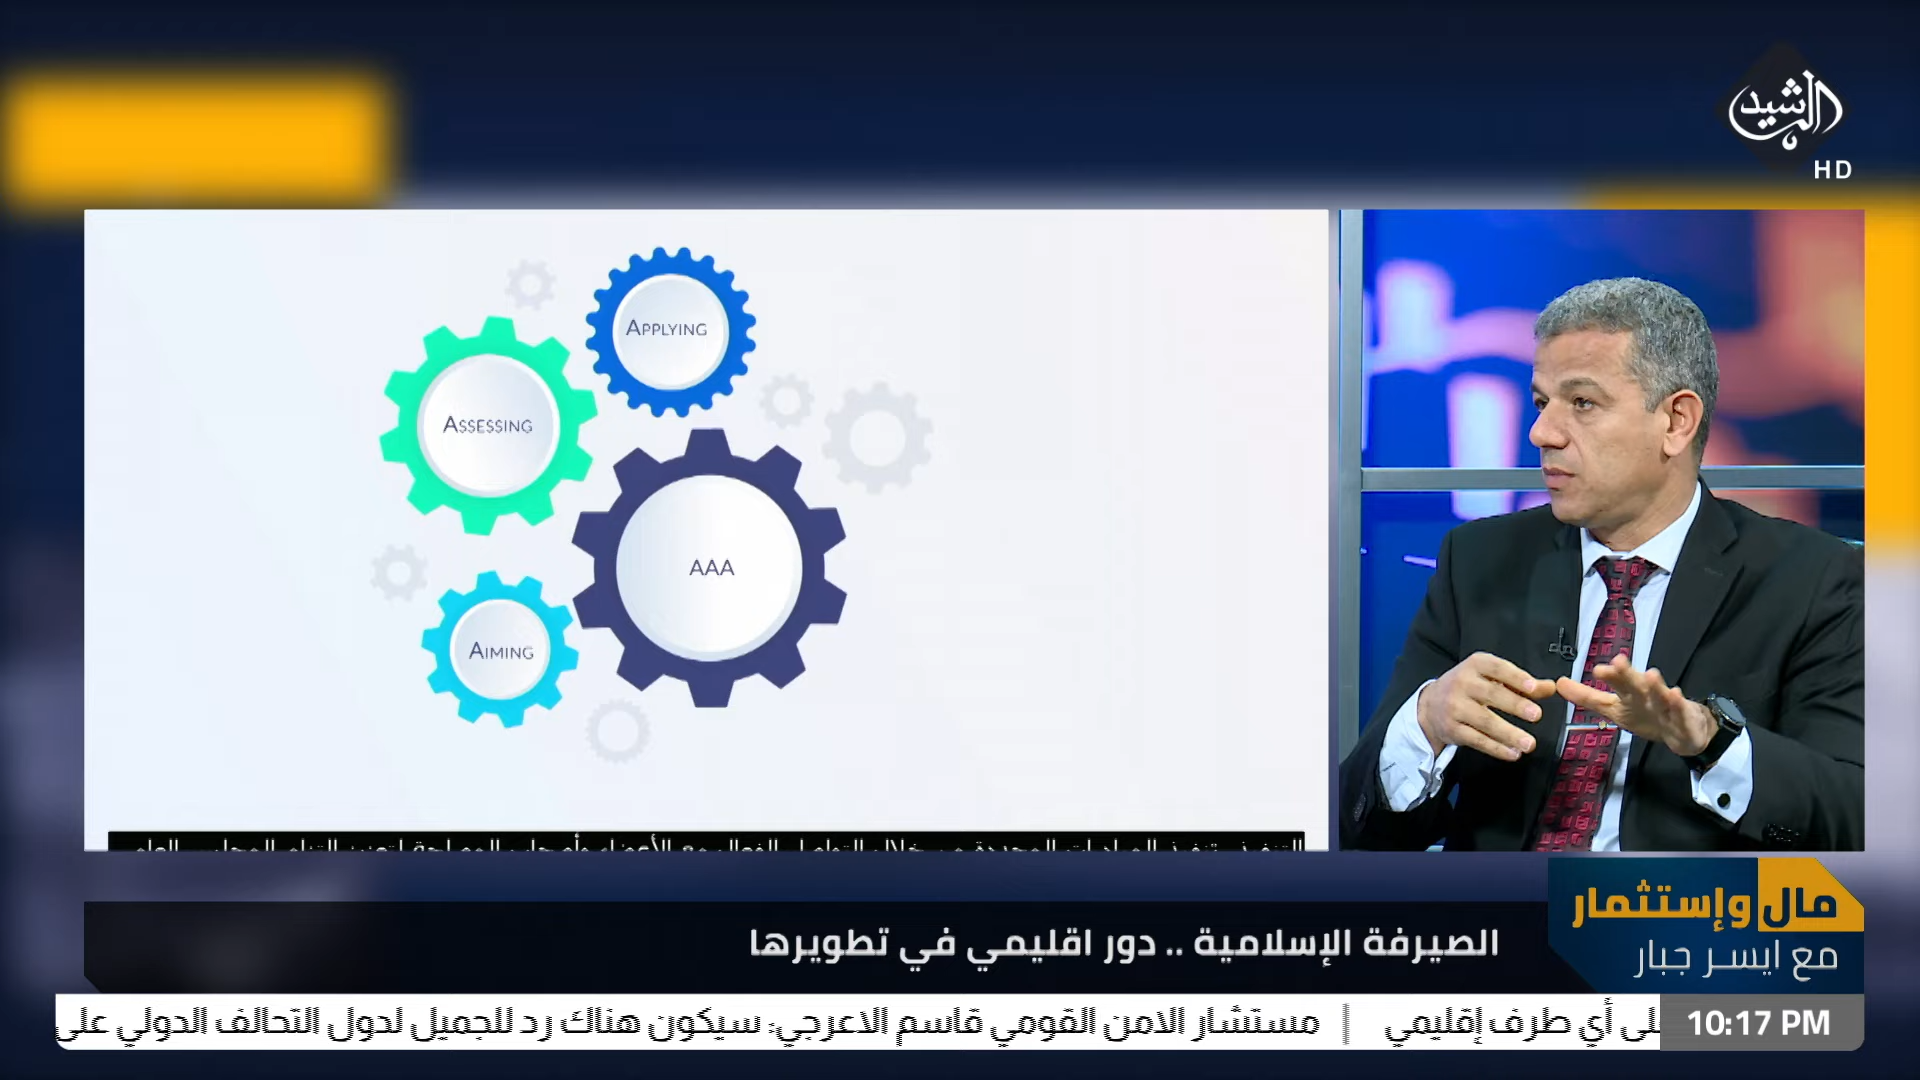 الرشيد
HD
APPLYING
ASSESSING
AAA
AIMING
مال وإستثمار
مع ايسر جبار
الصيرفة الإسلامية .. دور اقليمي في تطويرها
أي طرف إقليمي | مستشار الامن القومي قاسم الاعرجي: سيكون هناك رد للجميل لدول التحالف الدولي على
10:17 PM